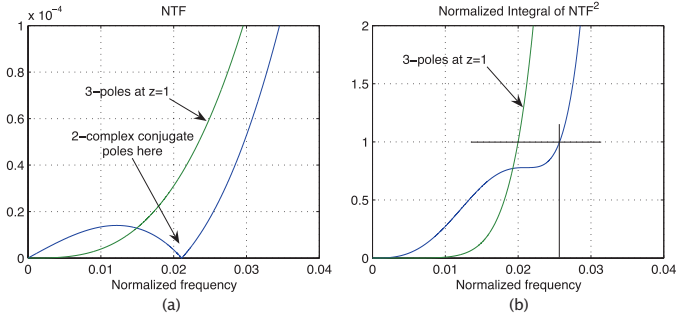 NTF
x 10⁻⁴
1
0.8
0.6
0.4
0.2
0
0
0.01
0.02
0.03
0.04
3−poles at z=1
2−complex conjugate
poles here
Normalized frequency
(a)
Normalized Integral of NTF²
2
1.5
1
0.5
0
0
0.01
0.02
0.03
0.04
3−poles at z=1
Normalized frequency
(b)